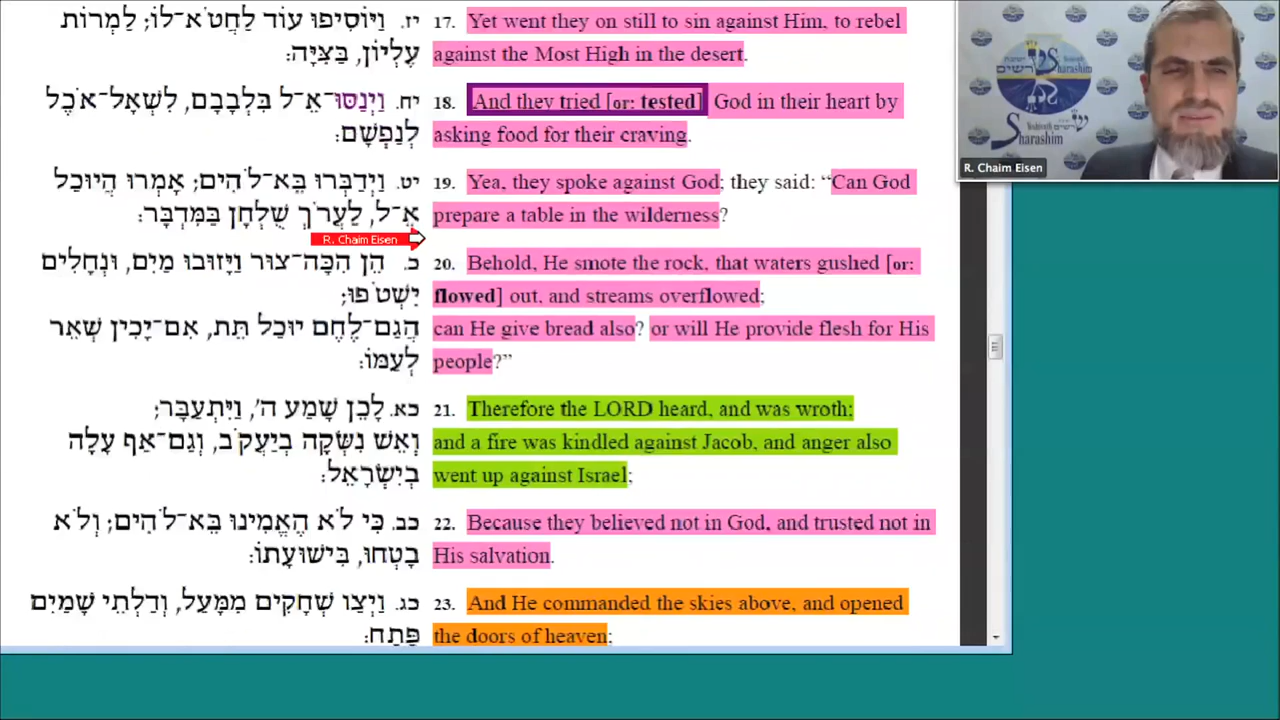 יז. וַיּוֹסִיפוּ עוֹד לַחֲטֹא־לוֹ; לַמְרוֹת
עֶלְיוֹן, בַּצִּיָּה:
17. Yet went they on still to sin against Him, to rebel
against the Most High in the desert.
יח. וַיְנַסּוּ־אֵ־ל בִּלְבָבָם, לִשְׁאָל־אֹכֶל
לְנַפְשָׁם:
18. And they tried [or: tested] God in their heart by
asking food for their craving.
יט. וַיְדַבְּרוּ בֵּא־לֹהִים; אָמְרוּ הֲיוּכַל
אֵ־ל, לַעֲרֹךְ שֻׁלְחָן בַּמִּדְבָּר:
19. Yea, they spoke against God; they said: “Can God
prepare a table in the wilderness?
R. Chaim Eisen
כ. הֵן הִכָּה־צוּר וַיָּזוּבוּ מַיִם, וּנְחָלִים
יִשְׁטֹפוּ;
הֲגַם־לֶחֶם יוּכַל תֵּת, אִם־יָכִין שְׁאֵר
לְעַמּוֹ:
20. Behold, He smote the rock, that waters gushed [or:
flowed] out, and streams overflowed;
can He give bread also? or will He provide flesh for His
people?”
כא. לָכֵן שָׁמַע ה', וַיִּתְעַבָּר;
וְאֵשׁ נִשְּׂקָה בְיַעֲקֹב, וְגַם־אַף עָלָה
בְיִשְׂרָאֵל:
21. Therefore the LORD heard, and was wroth;
and a fire was kindled against Jacob, and anger also
went up against Israel;
כב. כִּי לֹא הֶאֱמִינוּ בֵּא־לֹהִים; וְלֹא
בָטְחוּ, בִּישׁוּעָתוֹ:
22. Because they believed not in God, and trusted not in
His salvation.
כג. וַיְצַו שְׁחָקִים מִמָּעַל, וְדַלְתֵי שָׁמַיִם
פָּתָח:
23. And He commanded the skies above, and opened
the doors of heaven;
שרשים
Sharashim
R. Chaim Eisen